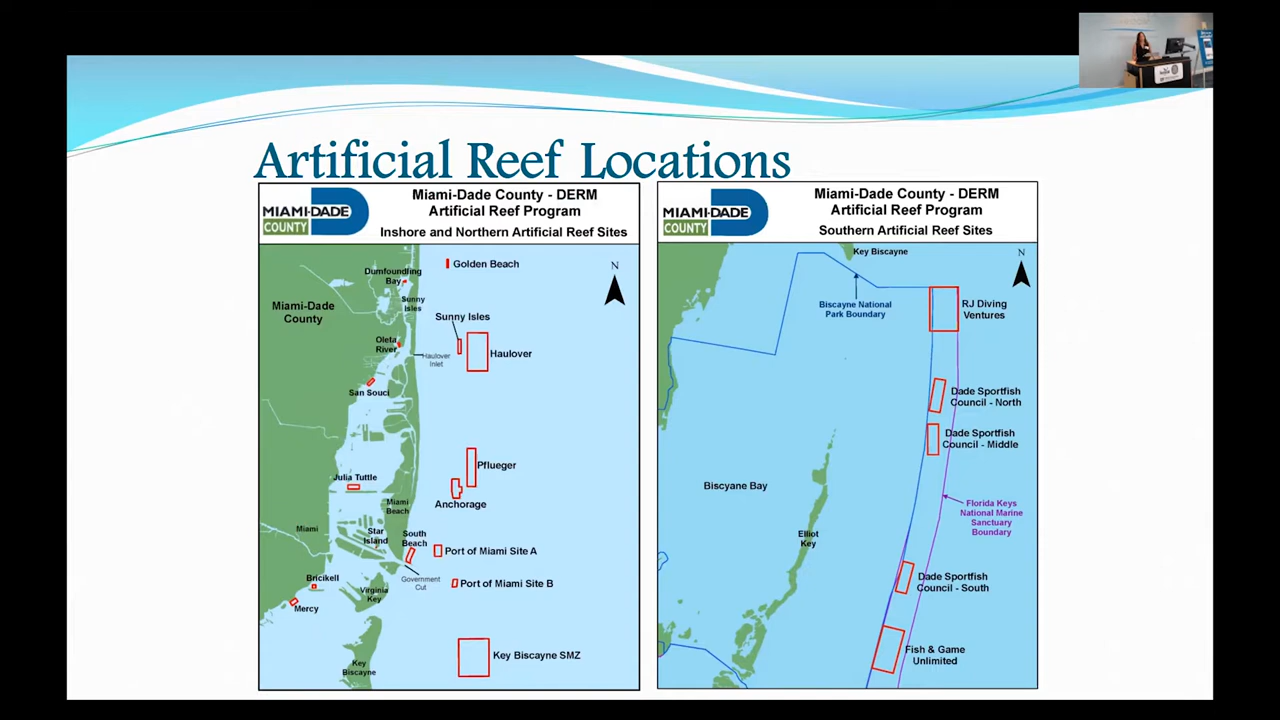 Artificial Reef Locations
MIAMI-DADE
COUNTY
Miami-Dade County - DERM
Artificial Reef Program
Inshore and Northern Artificial Reef Sites
Golden Beach
N
Dumfoundling
Bay
Sunny
Isles
Miami-Dade
County
Sunny Isles
Oleta
River
Haulover
Inlet
Haulover
San Souci
Pflueger
Julia Tuttle
Anchorage
Miami
Beach
Miami
Star
Island
South
Beach
Port of Miami Site A
Government
Cut
Port of Miami Site B
Bricikell
Virginia
Key
Mercy
Key Biscayne SMZ
Key
Biscayne
MIAMI-DADE
COUNTY
Miami-Dade County - DERM
Artificial Reef Program
Southern Artificial Reef Sites
Key Biscayne
N
Biscayne National
Park Boundary
RJ Diving
Ventures
Dade Sportfish
Council - North
Dade Sportfish
Council - Middle
Biscyane Bay
Florida Keys
National Marine
Sanctuary
Boundary
Elliot
Key
Dade Sportfish
Council - South
Fish & Game
Unlimited